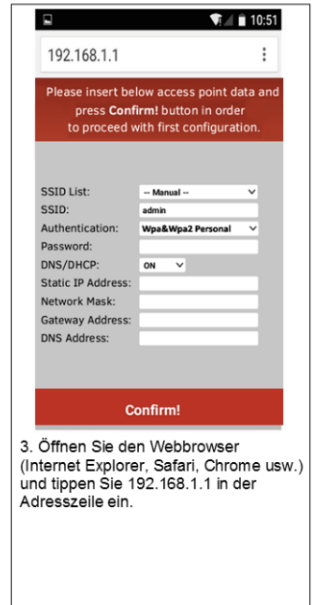 10:51
192.168.1.1
Please insert below access point data and
press Confirm! button in order
to proceed with first configuration.
SSID List: -- Manual --
SSID: admin
Authentication: Wpa&Wpa2 Personal
Password:
DNS/DHCP: ON
Static IP Address:
Network Mask:
Gateway Address:
DNS Address:
Confirm!
3. Öffnen Sie den Webbrowser
(Internet Explorer, Safari, Chrome usw.)
und tippen Sie 192.168.1.1 in der
Adresszeile ein.